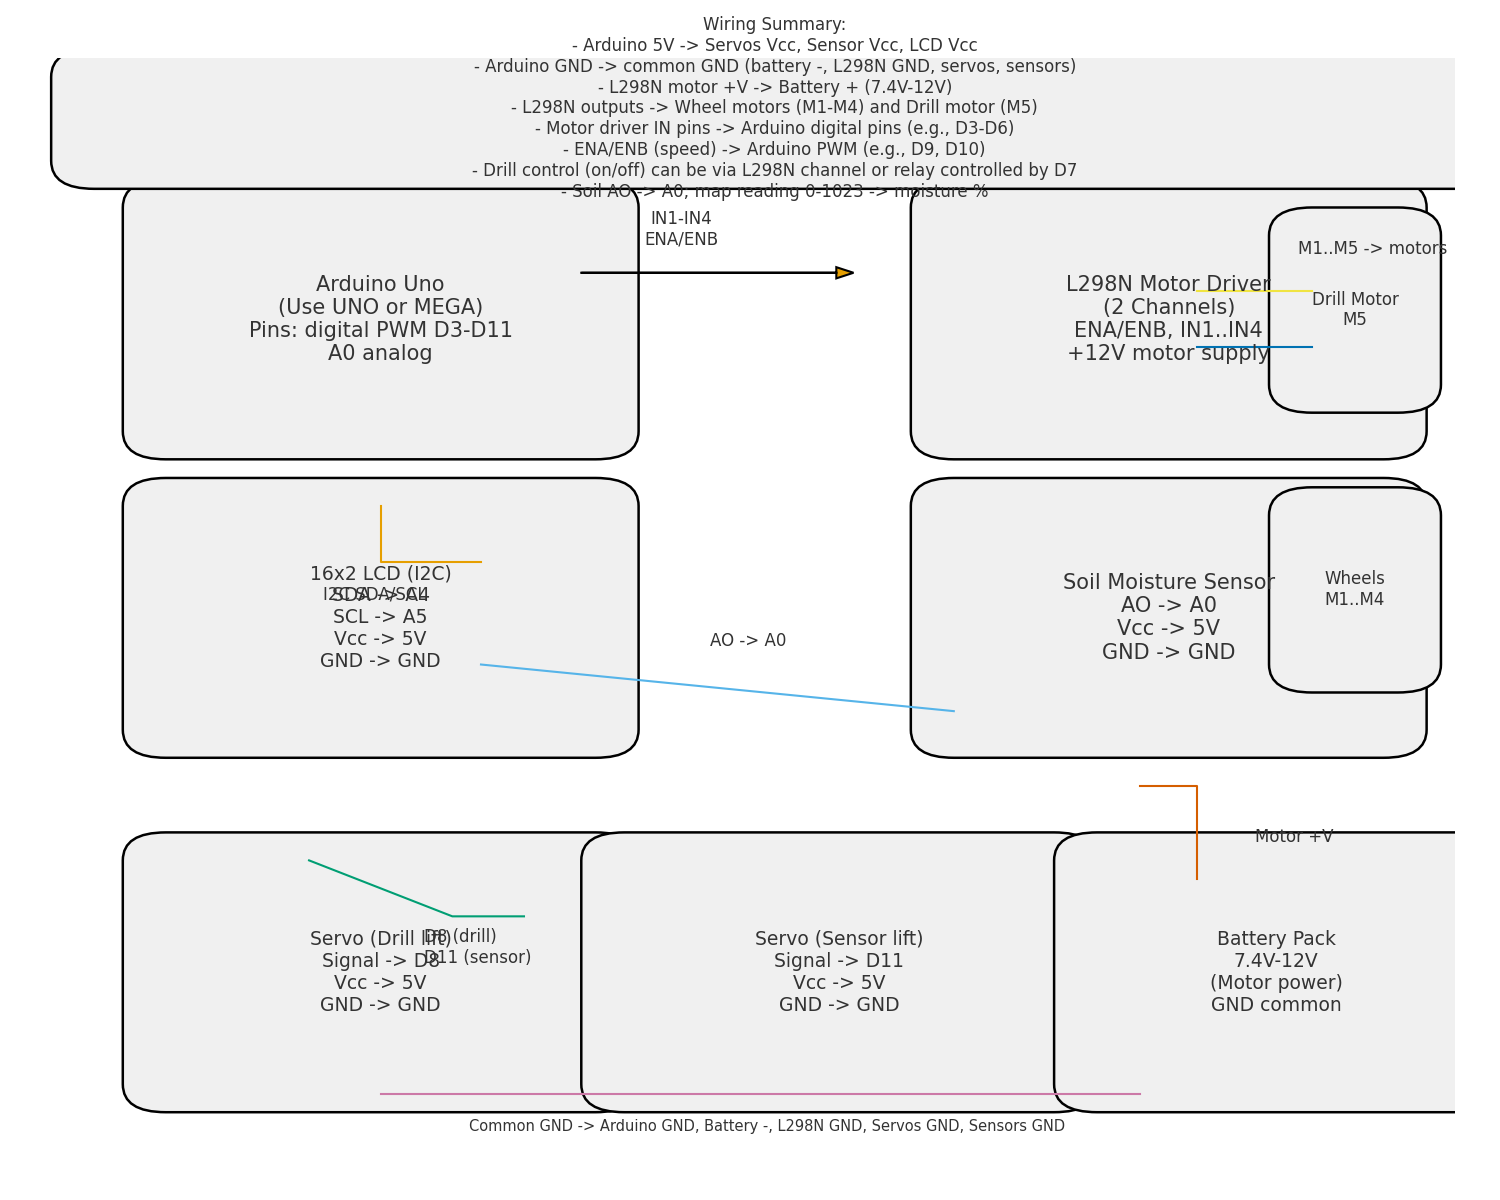 Wiring Summary:
- Arduino 5V -> Servos Vcc, Sensor Vcc, LCD Vcc
- Arduino GND -> common GND (battery -, L298N GND, servos, sensors)
- L298N motor +V -> Battery + (7.4V-12V)
- L298N outputs -> Wheel motors (M1-M4) and Drill motor (M5)
- Motor driver IN pins -> Arduino digital pins (e.g., D3-D6)
- ENA/ENB (speed) -> Arduino PWM (e.g., D9, D10)
- Drill control (on/off) can be via L298N channel or relay controlled by D7
- Soil AO -> A0; map reading 0-1023 -> moisture %
IN1-IN4
ENA/ENB
Arduino Uno
(Use UNO or MEGA)
Pins: digital PWM D3-D11
A0 analog
L298N Motor Driver
(2 Channels)
ENA/ENB, IN1..IN4
+12V motor supply
M1..M5 -> motors
Drill Motor
M5
16x2 LCD (I2C)
SDA -> A4
SCL -> A5
Vcc -> 5V
GND -> GND
I2C SDA/SCL
AO -> A0
Soil Moisture Sensor
AO -> A0
Vcc -> 5V
GND -> GND
Wheels
M1..M4
Motor +V
Servo (Drill lift)
Signal -> D8
Vcc -> 5V
GND -> GND
D8 (drill)
D11 (sensor)
Servo (Sensor lift)
Signal -> D11
Vcc -> 5V
GND -> GND
Battery Pack
7.4V-12V
(Motor power)
GND common
Common GND -> Arduino GND, Battery -, L298N GND, Servos GND, Sensors GND